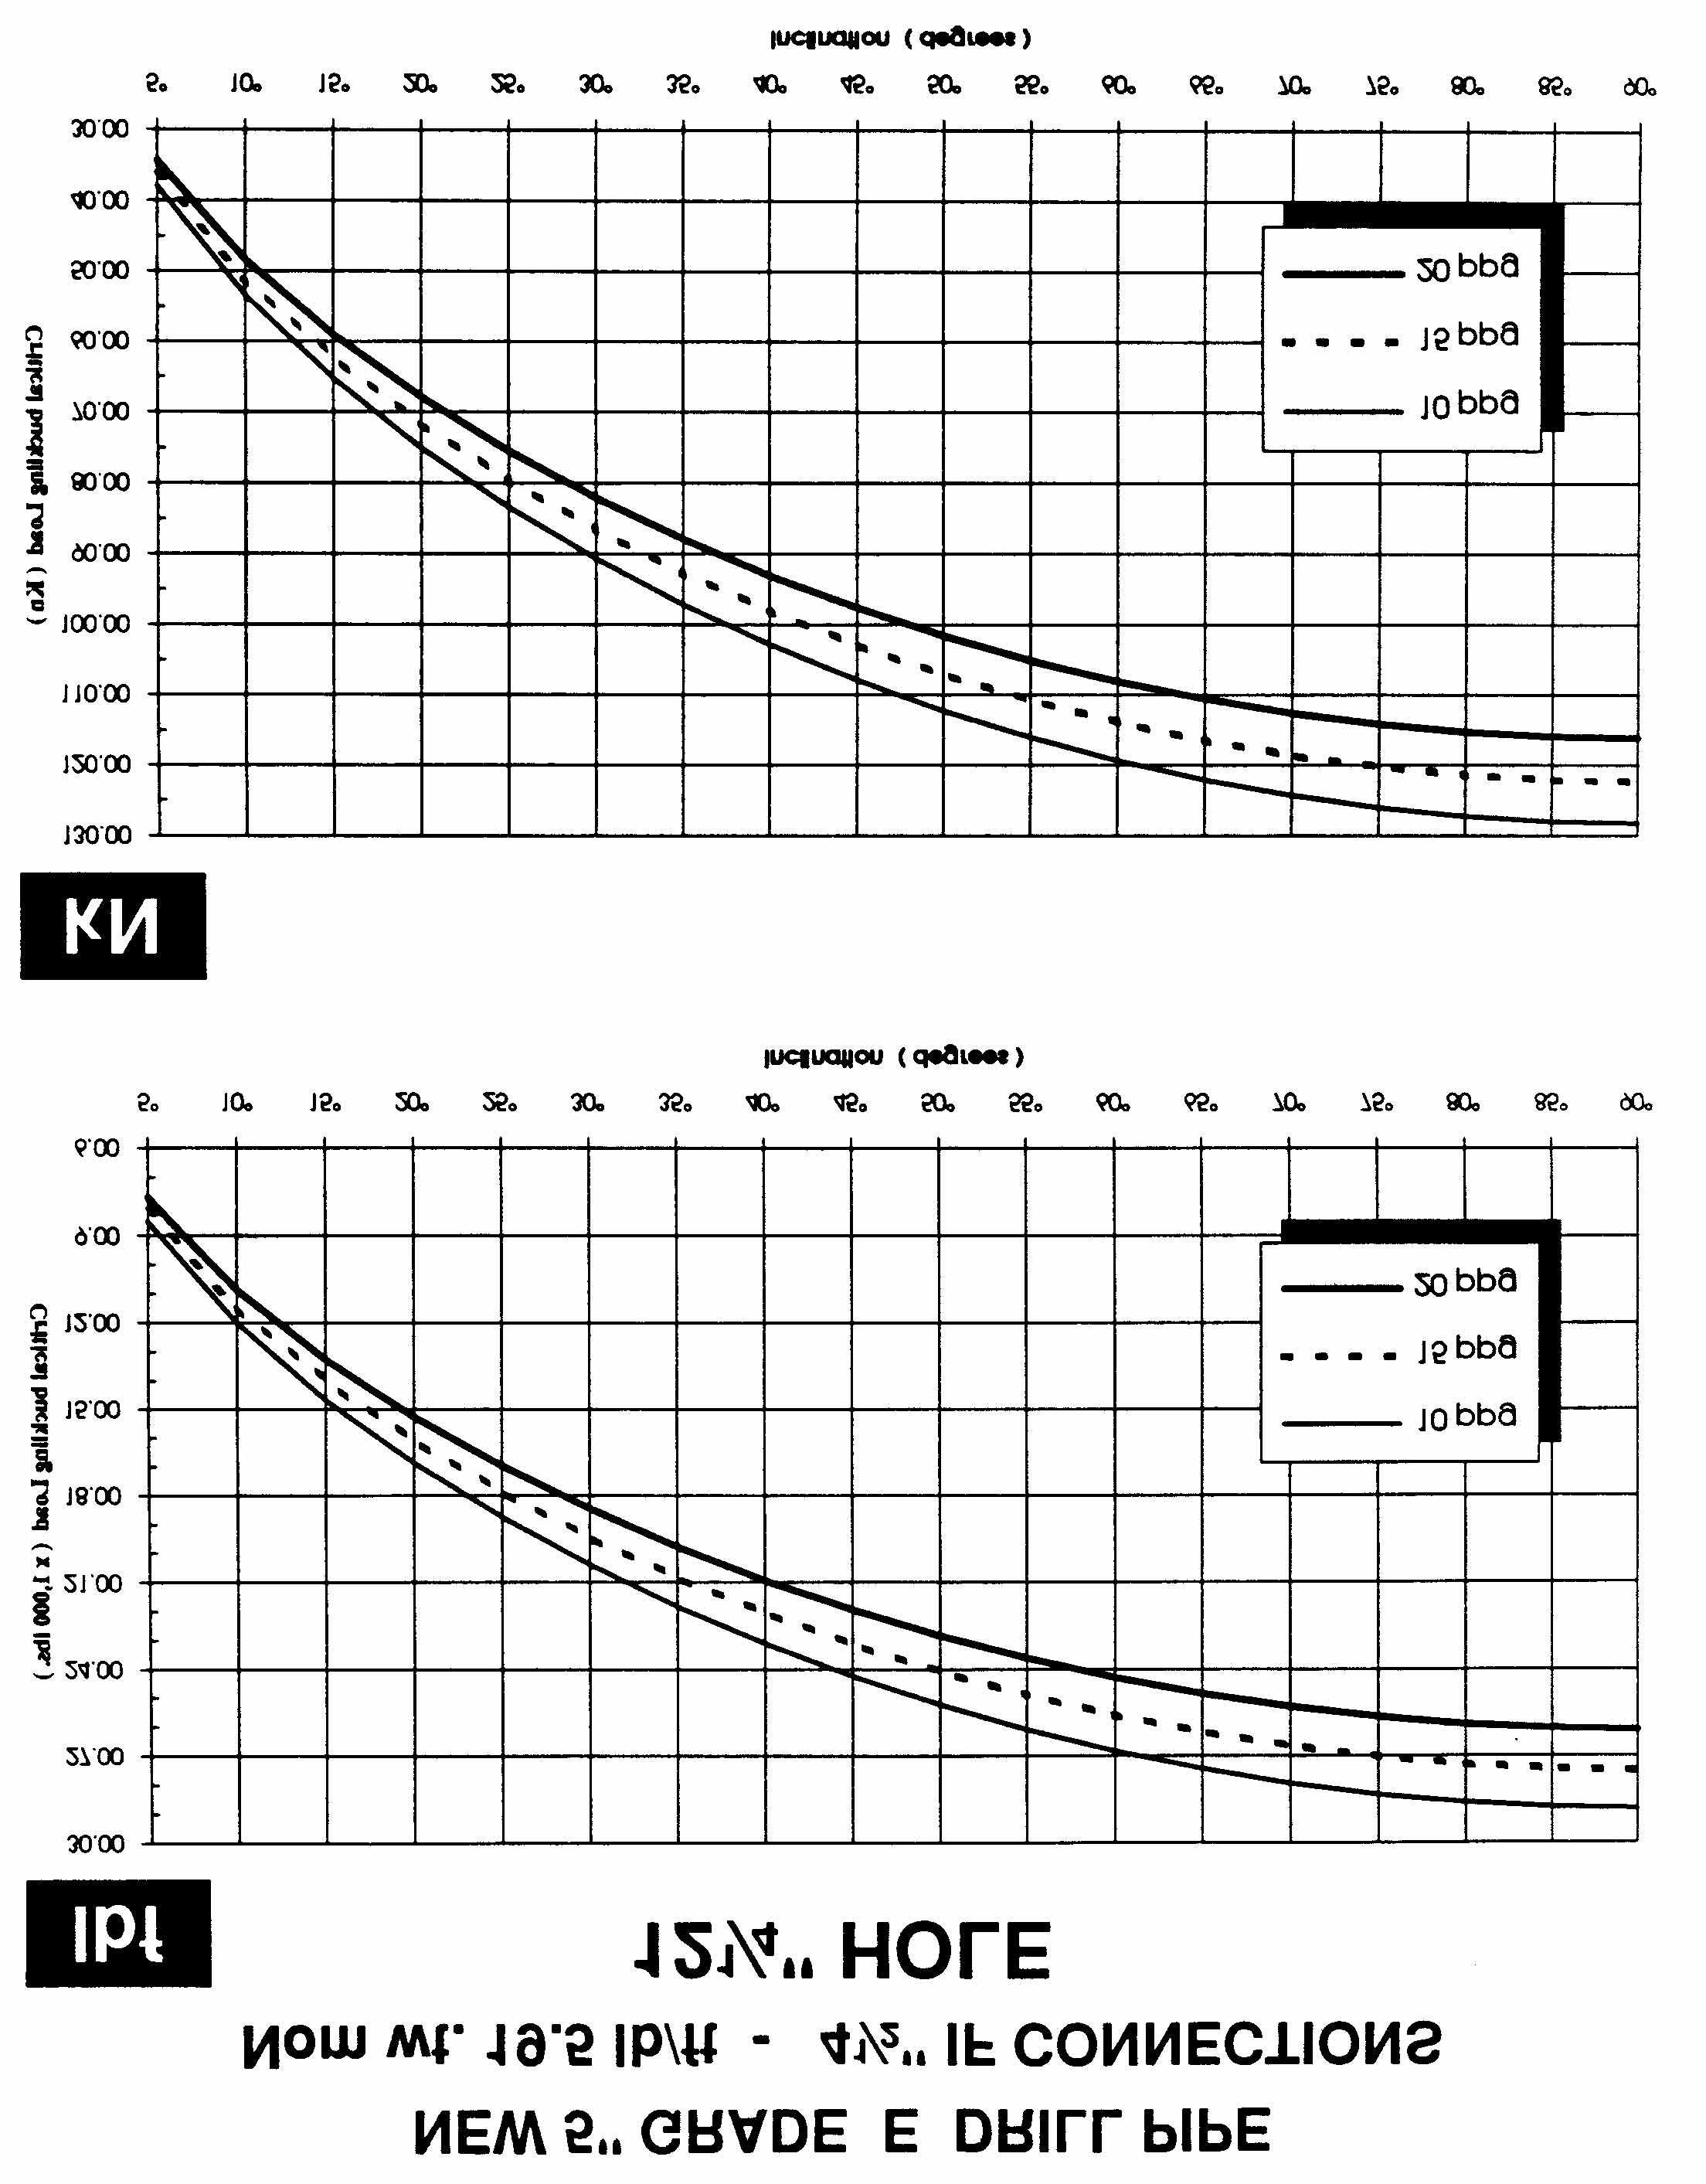 NEW 5" GRADE E DRILL PIPE
Nom wt. 19.5 lb/ft - 4½" IF CONNECTIONS
12¼" HOLE
lbf
Critical buckling Load ( x 1,000 lbs. )
30.00
27.00
24.00
21.00
18.00
15.00
12.00
9.00
6.00
10 ppg
15 ppg
20 ppg
5° 10° 15° 20° 25° 30° 35° 40° 45° 50° 55° 60° 65° 70° 75° 80° 85° 90°
Inclination ( degrees )
kN
Critical buckling Load ( Kn )
130.00
120.00
110.00
100.00
90.00
80.00
70.00
60.00
50.00
40.00
30.00
10 ppg
15 ppg
20 ppg
5° 10° 15° 20° 25° 30° 35° 40° 45° 50° 55° 60° 65° 70° 75° 80° 85° 90°
Inclination ( degrees )